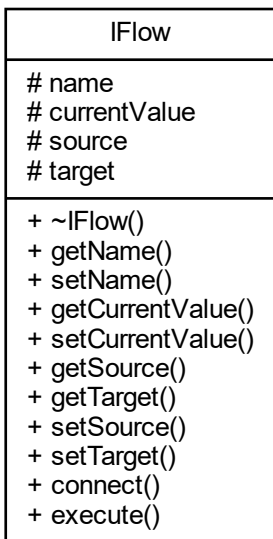 IFlow
# name
# currentValue
# source
# target
+ ~IFlow()
+ getName()
+ setName()
+ getCurrentValue()
+ setCurrentValue()
+ getSource()
+ getTarget()
+ setSource()
+ setTarget()
+ connect()
+ execute()